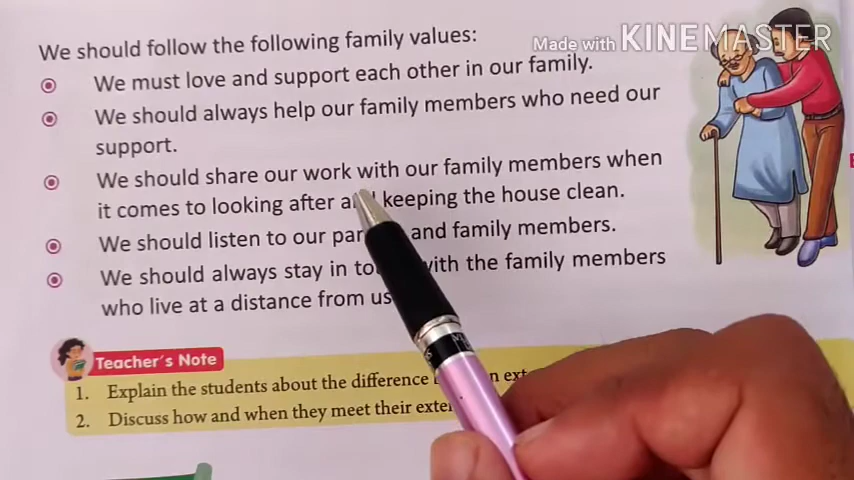 We should follow the following family values:
Made with KINEMASTER
We must love and support each other in our family.
We should always help our family members who need our
support.
We should share our work with our family members when
it comes to looking after and keeping the house clean.
We should listen to our and family members.
We should always stay in with the family members
who live at a distance from us
Teacher's Note
1. Explain the students about the difference
2. Discuss how and when they meet their